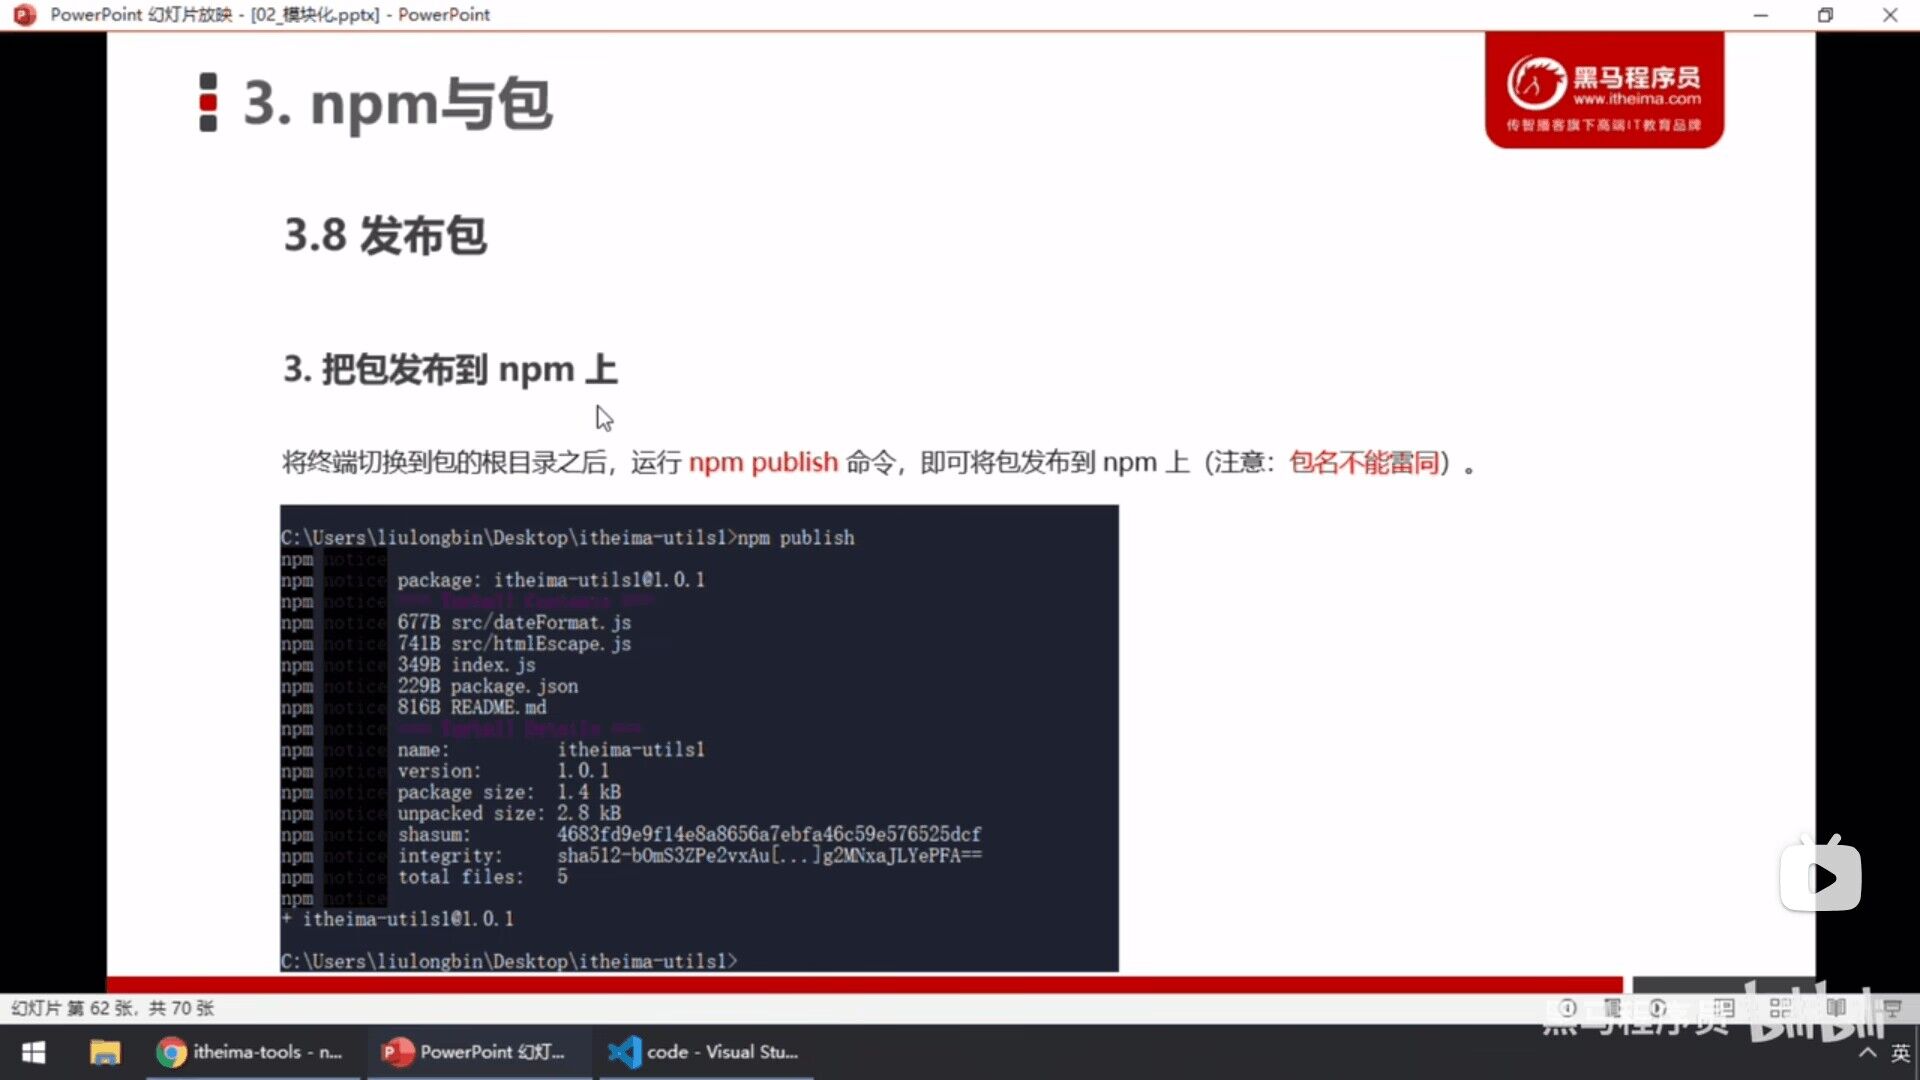 PowerPoint 幻灯片放映 - [02_模块化.pptx] - PowerPoint
3. npm与包
黑马程序员
www.itheima.com
传智播客旗下高端IT教育品牌
3.8 发布包
3. 把包发布到 npm 上
将终端切换到包的根目录之后，运行 npm publish 命令，即可将包发布到 npm 上（注意：包名不能雷同）。
C:\Users\liulongbin\Desktop\itheima-utils1>npm publish
npm notice
npm notice package: itheima-utils1@1.0.1
npm notice === Tarball Contents ===
npm notice 677B src/dateFormat.js
npm notice 741B src/htmlEscape.js
npm notice 349B index.js
npm notice 229B package.json
npm notice 816B README.md
npm notice === Tarball Details ===
npm notice name: itheima-utils1
npm notice version: 1.0.1
npm notice package size: 1.4 kB
npm notice unpacked size: 2.8 kB
npm notice shasum: 4683fd9e9f14e8a8656a7ebfa46c59e576525dcf
npm notice integrity: sha512-bOmS3ZPe2vxAu[...]g2MNxaJLYePFA==
npm notice total files: 5
npm notice
+ itheima-utils1@1.0.1
C:\Users\liulongbin\Desktop\itheima-utils1>
幻灯片 第 62 张，共 70 张
黑马程序员 bilibili
itheima-tools - n...
PowerPoint 幻灯...
code - Visual Stu...
英